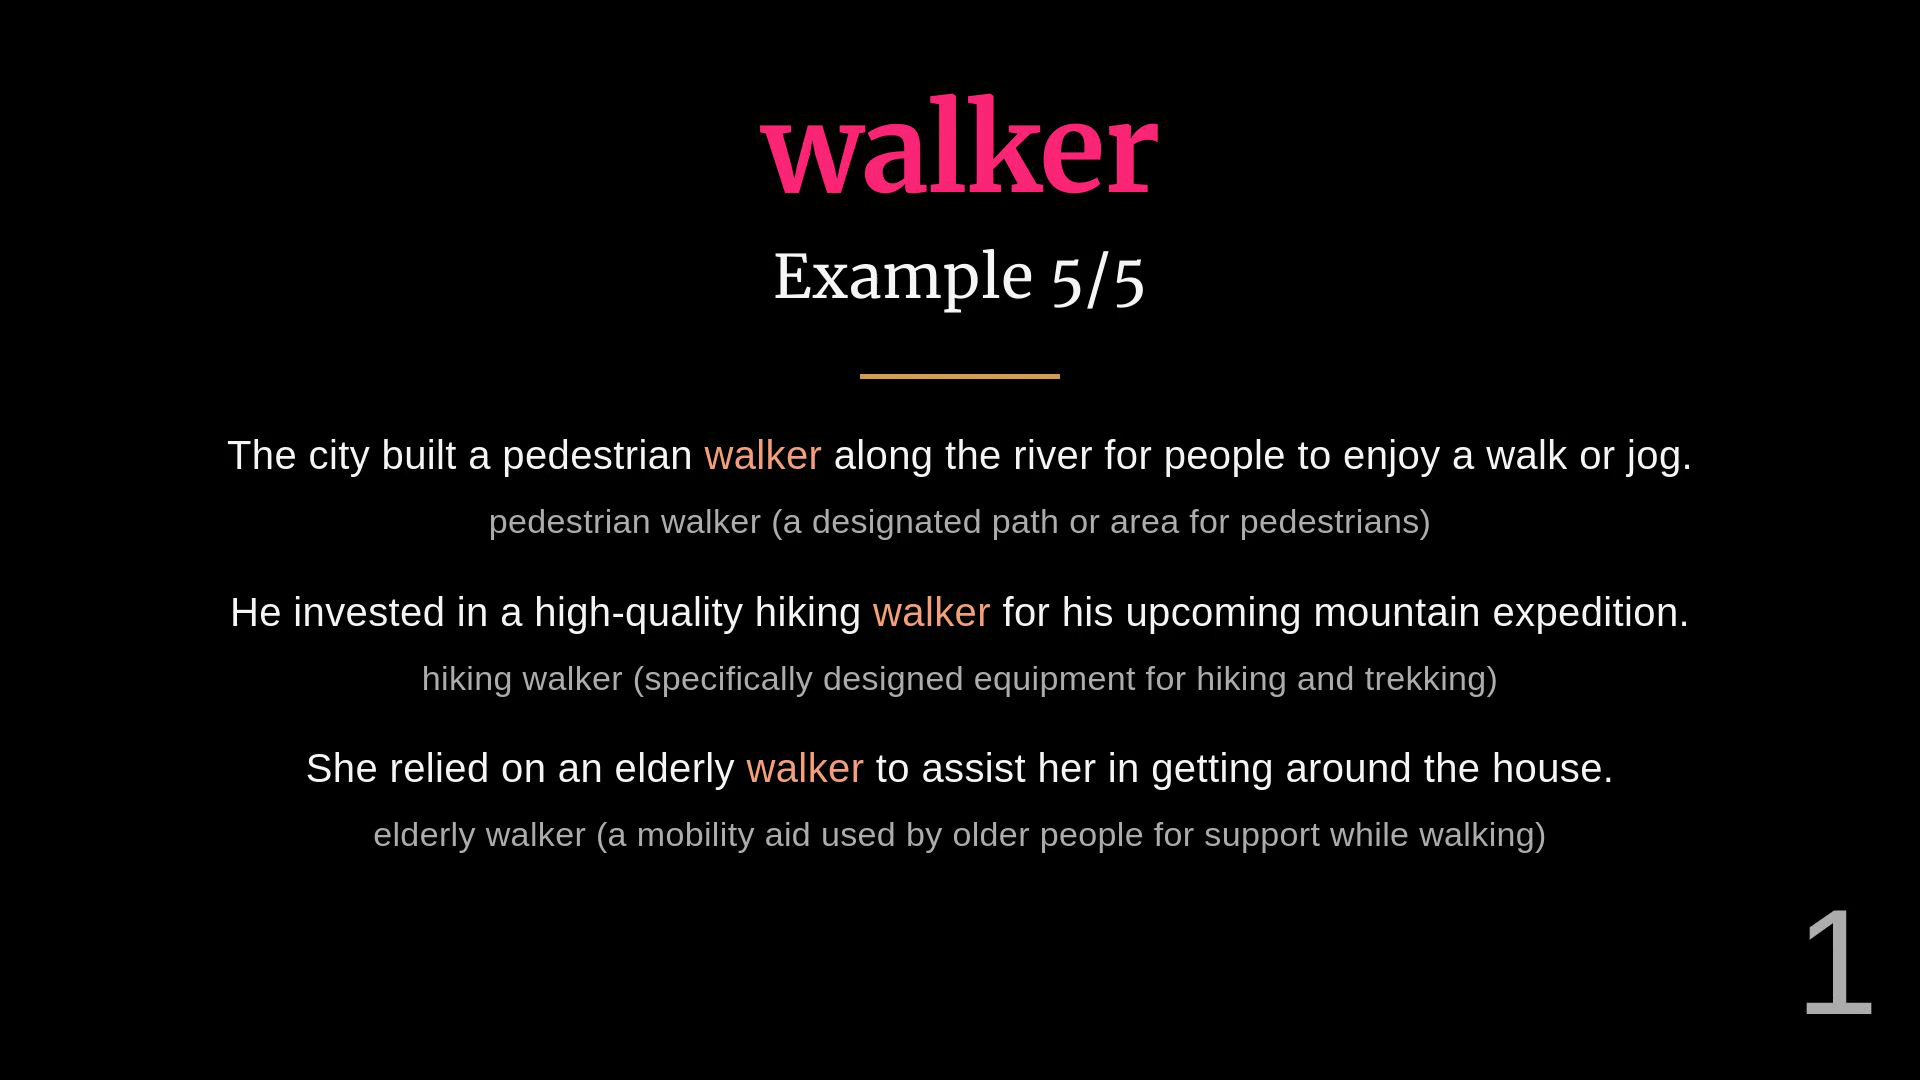 walker
Example 5/5
The city built a pedestrian walker along the river for people to enjoy a walk or jog.
pedestrian walker (a designated path or area for pedestrians)
He invested in a high-quality hiking walker for his upcoming mountain expedition.
hiking walker (specifically designed equipment for hiking and trekking)
She relied on an elderly walker to assist her in getting around the house.
elderly walker (a mobility aid used by older people for support while walking)
1